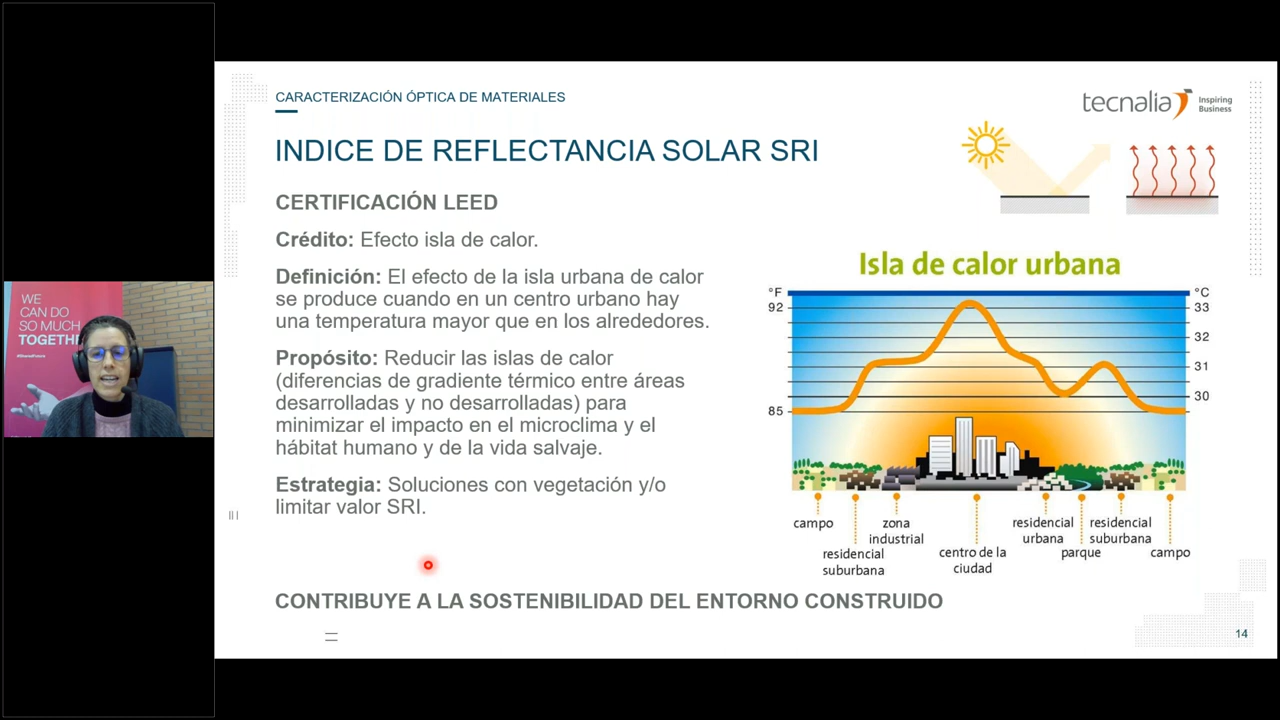 CARACTERIZACIÓN ÓPTICA DE MATERIALES
tecnalia Inspiring
Business
INDICE DE REFLECTANCIA SOLAR SRI
CERTIFICACIÓN LEED
Crédito: Efecto isla de calor.
Definición: El efecto de la isla urbana de calor
se produce cuando en un centro urbano hay
una temperatura mayor que en los alrededores.
Propósito: Reducir las islas de calor
(diferencias de gradiente térmico entre áreas
desarrolladas y no desarrolladas) para
minimizar el impacto en el microclima y el
hábitat humano y de la vida salvaje.
Estrategia: Soluciones con vegetación y/o
limitar valor SRI.
Isla de calor urbana
°F
92
85
°C
33
32
31
30
campo
residencial
suburbana
zona
industrial
centro de la
ciudad
residencial
urbana
parque
residencial
suburbana
campo
CONTRIBUYE A LA SOSTENIBILIDAD DEL ENTORNO CONSTRUIDO
14
WE
CAN DO
SO MUCH
TOGETHE